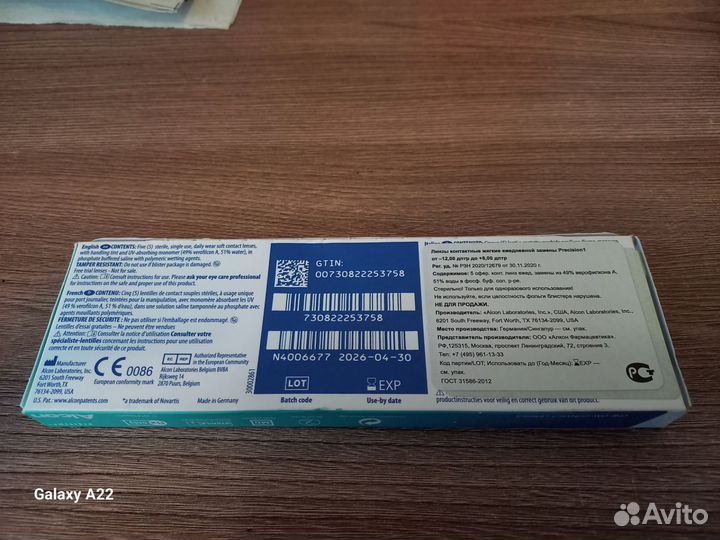 English CONTENTS: Five (5) sterile, single use, daily wear soft contact lenses,
with handling tint and UV-absorbing monomer (49% verofilcon A, 51% water), in
phosphate buffered saline with polymeric wetting agents.
TAMPER RESISTANT: Do not use if blister package is damaged.
Free trial lenses - Not for sale.
Caution: Consult Instructions for use. Please ask your eye care professional
for Instructions on safe and proper use.
French CONTENU: Cinq (5) lentilles de contact souples stériles, à usage unique
pour port journalier, teintées pour la manipulation, avec monomère absorbant les UV
(49 % verofilcon A, 51 % d'eau), dans une solution saline tamponnée au phosphate avec
agents mouillants polymériques.
FERMETURE DE SÉCURITÉ : Ne pas utiliser si l'emballage est endommagé.
Lentilles d'essai gratuites – Ne peuvent être vendues
Attention : Consulter les instructions d'utilisation Consultez votre
spécialiste-lentilles concernant les instructions
pour une utilisation correcte et sans danger.
Manufacturer
Alcon Laboratories, Inc.
6201 South Freeway
Fort Worth, TX
76134-2099, USA
CE 0086
European conformity mark
EC REP
Authorized Representative
in the European Community
Alcon Laboratories Belgium BVBA
Rijksweg 14
2870 Puurs, Belgium
U.S. Pat.: www.alconpatents.com *a trademark of Novartis Made in Germany
30002861
GTIN:
00730822253758
730822253758
N4006677 2026-04-30
LOT EXP
Batch code Use-by date
Линзы контактные мягкие ежедневной замены Precision1
от -12,00 дптр до +8,00 дптр
Рег. уд. № РЗН 2020/12679 от 30.11.2020 г.
Содержимое: 5 сфер. конт. линз ежед. замены из 49% верофилкона А,
51% воды в фосф. буф. сол. р-ре.
Стерильно! Только для одноразового использования!
Не используйте, если целостность фольги блистера нарушена.
НЕ ДЛЯ ПРОДАЖИ.
Производитель: «Alcon Laboratories, Inc.», США, Alcon Laboratories, Inc.,
6201 South Freeway, Fort Worth, TX 76134-2099, USA
Место производства: Германия/Сингапур — см. упак.
Представительство: ООО «Алкон Фармацевтика»
РФ,125315, Москва, проспект Ленинградский, 72, строение 3,
Тел: +7 (495) 961-13-33
Код партии/LOT; Использовать до (Год-Месяц): EXP —
см. упак.
ГОСТ 31586-2012
Alcon
Galaxy A22
Avito